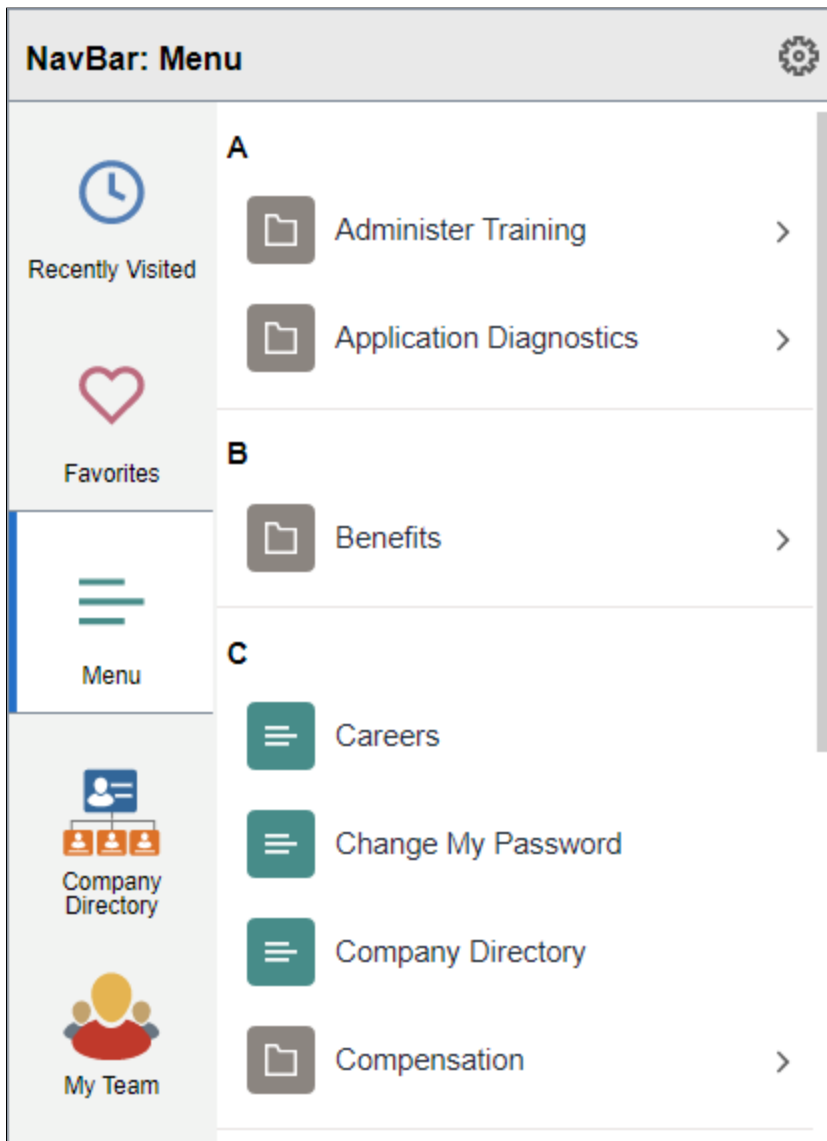 NavBar: Menu
Recently Visited
Favorites
Menu
Company
Directory
My Team
A
Administer Training
Application Diagnostics
B
Benefits
C
Careers
Change My Password
Company Directory
Compensation